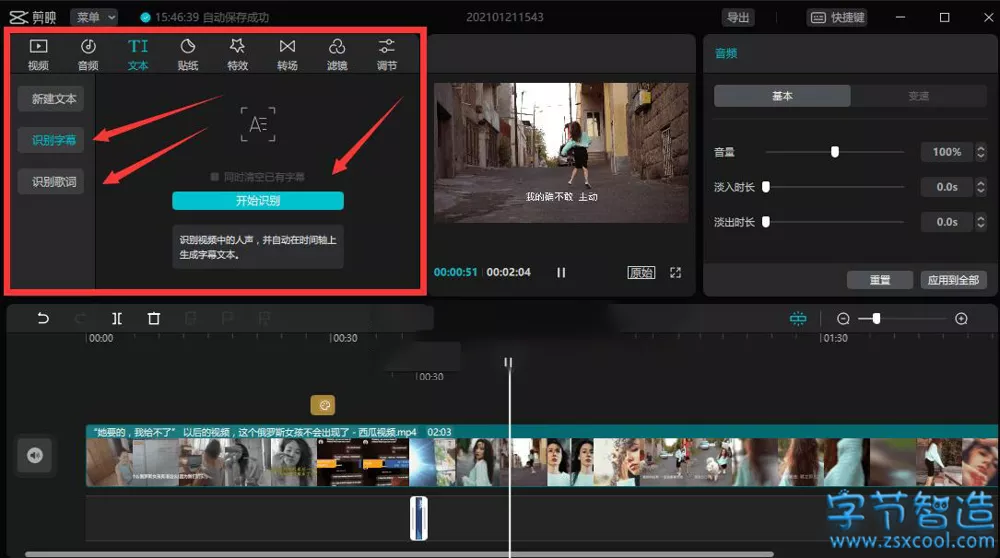 剪映
菜单
15:46:39 自动保存成功
202101211543
导出
快捷键
视频
音频
文本
贴纸
特效
转场
滤镜
调节
新建文本
识别字幕
识别歌词
同时清空已有字幕
开始识别
识别视频中的人声，并自动在时间轴上
生成字幕文本。
我的确不敢 主动
00:00:51
00:02:04
原始
音频
基本
变速
音量
100%
淡入时长
0.0s
淡出时长
0.0s
重置
应用到全部
00:00
00:30
01:30
00:30
“她要的，我给不了” 以后的视频，这个俄罗斯女孩不会出现了 - 西瓜视频.mp4
02:03
字节智造
www.zsxcool.com